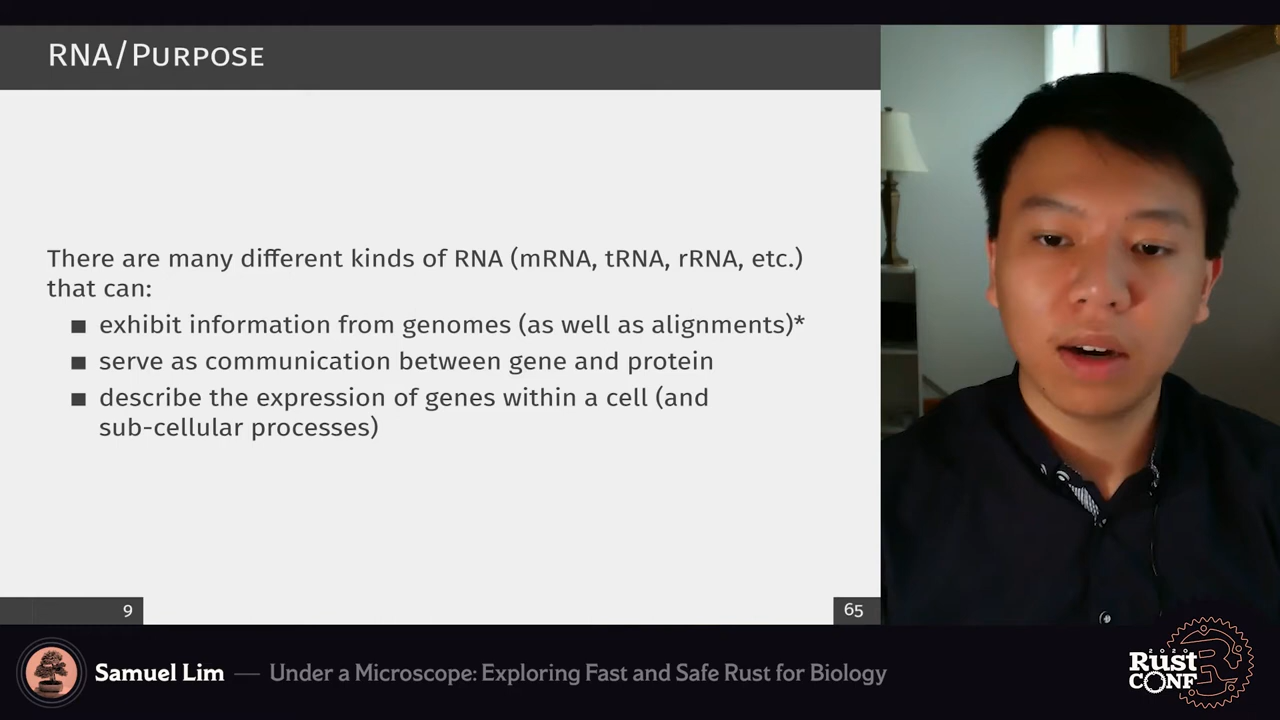 RNA/Purpose
There are many different kinds of RNA (mRNA, tRNA, rRNA, etc.)
that can:
■ exhibit information from genomes (as well as alignments)*
■ serve as communication between gene and protein
■ describe the expression of genes within a cell (and
sub-cellular processes)
9
65
Samuel Lim — Under a Microscope: Exploring Fast and Safe Rust for Biology
2020
Rust
CONF